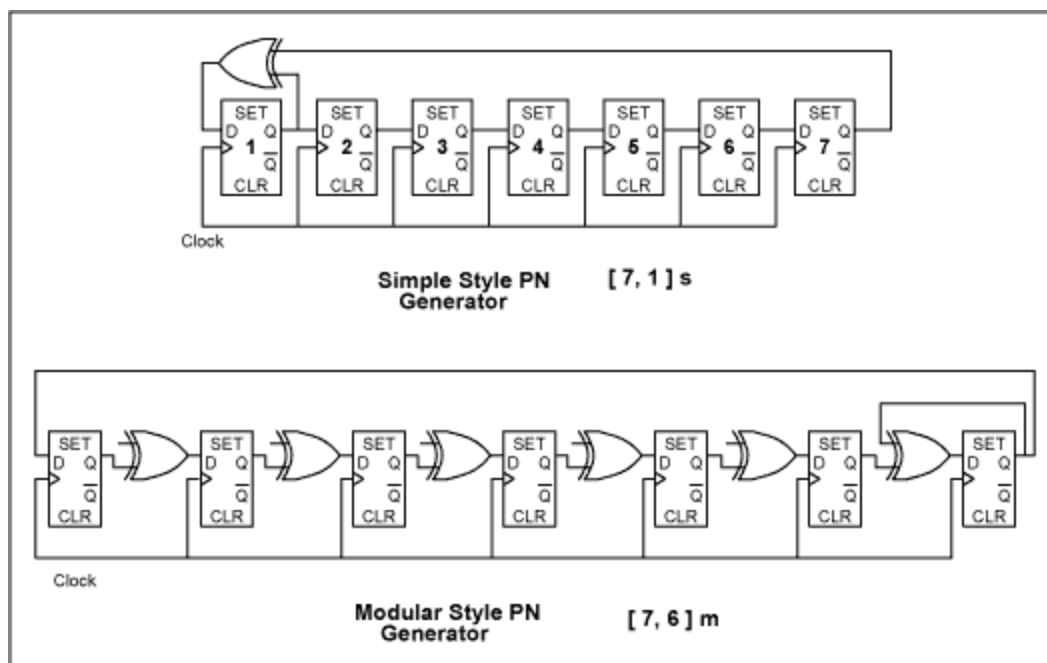 SET SET SET SET SET SET SET
D Q D Q D Q D Q D Q D Q D Q
1 2 3 4 5 6 7
Q Q Q Q Q Q Q
CLR CLR CLR CLR CLR CLR CLR
Clock
Simple Style PN [ 7, 1 ] s
Generator
SET SET SET SET SET SET SET
D Q D Q D Q D Q D Q D Q D Q
Q Q Q Q Q Q Q
CLR CLR CLR CLR CLR CLR CLR
Clock
Modular Style PN [ 7, 6 ] m
Generator